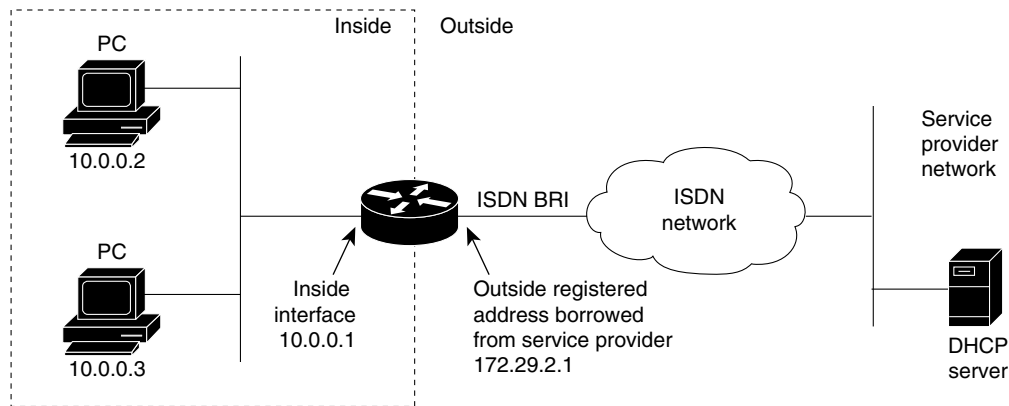 Inside
Outside
PC
10.0.0.2
PC
10.0.0.3
Inside
interface
10.0.0.1
ISDN BRI
Outside registered
address borrowed
from service provider
172.29.2.1
ISDN
network
Service
provider
network
DHCP
server